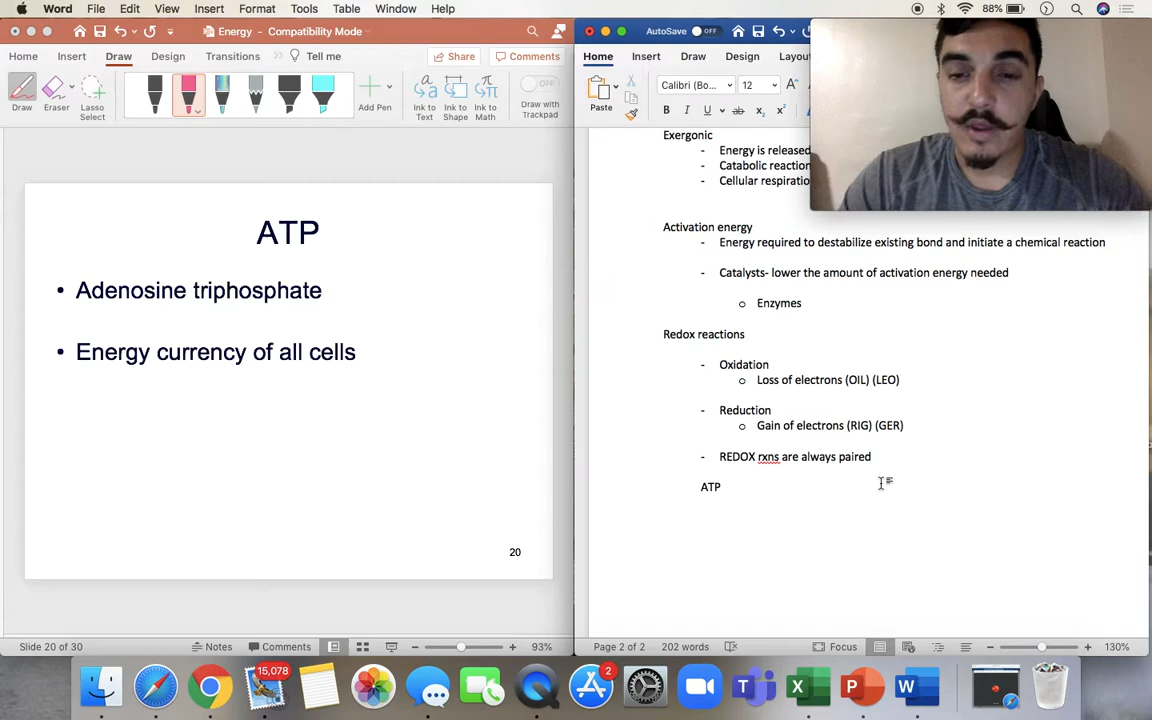 Word File Edit View Insert Format Tools Table Window Help 88%
Energy - Compatibility Mode
Home Insert Draw Design Transitions Tell me Share Comments
Draw
Eraser
Lasso Select
Add Pen
Ink to Text
Ink to Shape
Ink to Math
OFF
Draw with Trackpad
ATP
• Adenosine triphosphate
• Energy currency of all cells
20
Slide 20 of 30 Notes Comments 93%
AutoSave OFF
Home Insert Draw Design Layou
Paste
Calibri (Bo... 12
Exergonic
- Energy is released
- Catabolic reaction
- Cellular respiratio
Activation energy
- Energy required to destabilize existing bond and initiate a chemical reaction
- Catalysts- lower the amount of activation energy needed
o Enzymes
Redox reactions
- Oxidation
o Loss of electrons (OIL) (LEO)
- Reduction
o Gain of electrons (RIG) (GER)
- REDOX rxns are always paired
ATP
Page 2 of 2 202 words Focus 130%
15,078
2